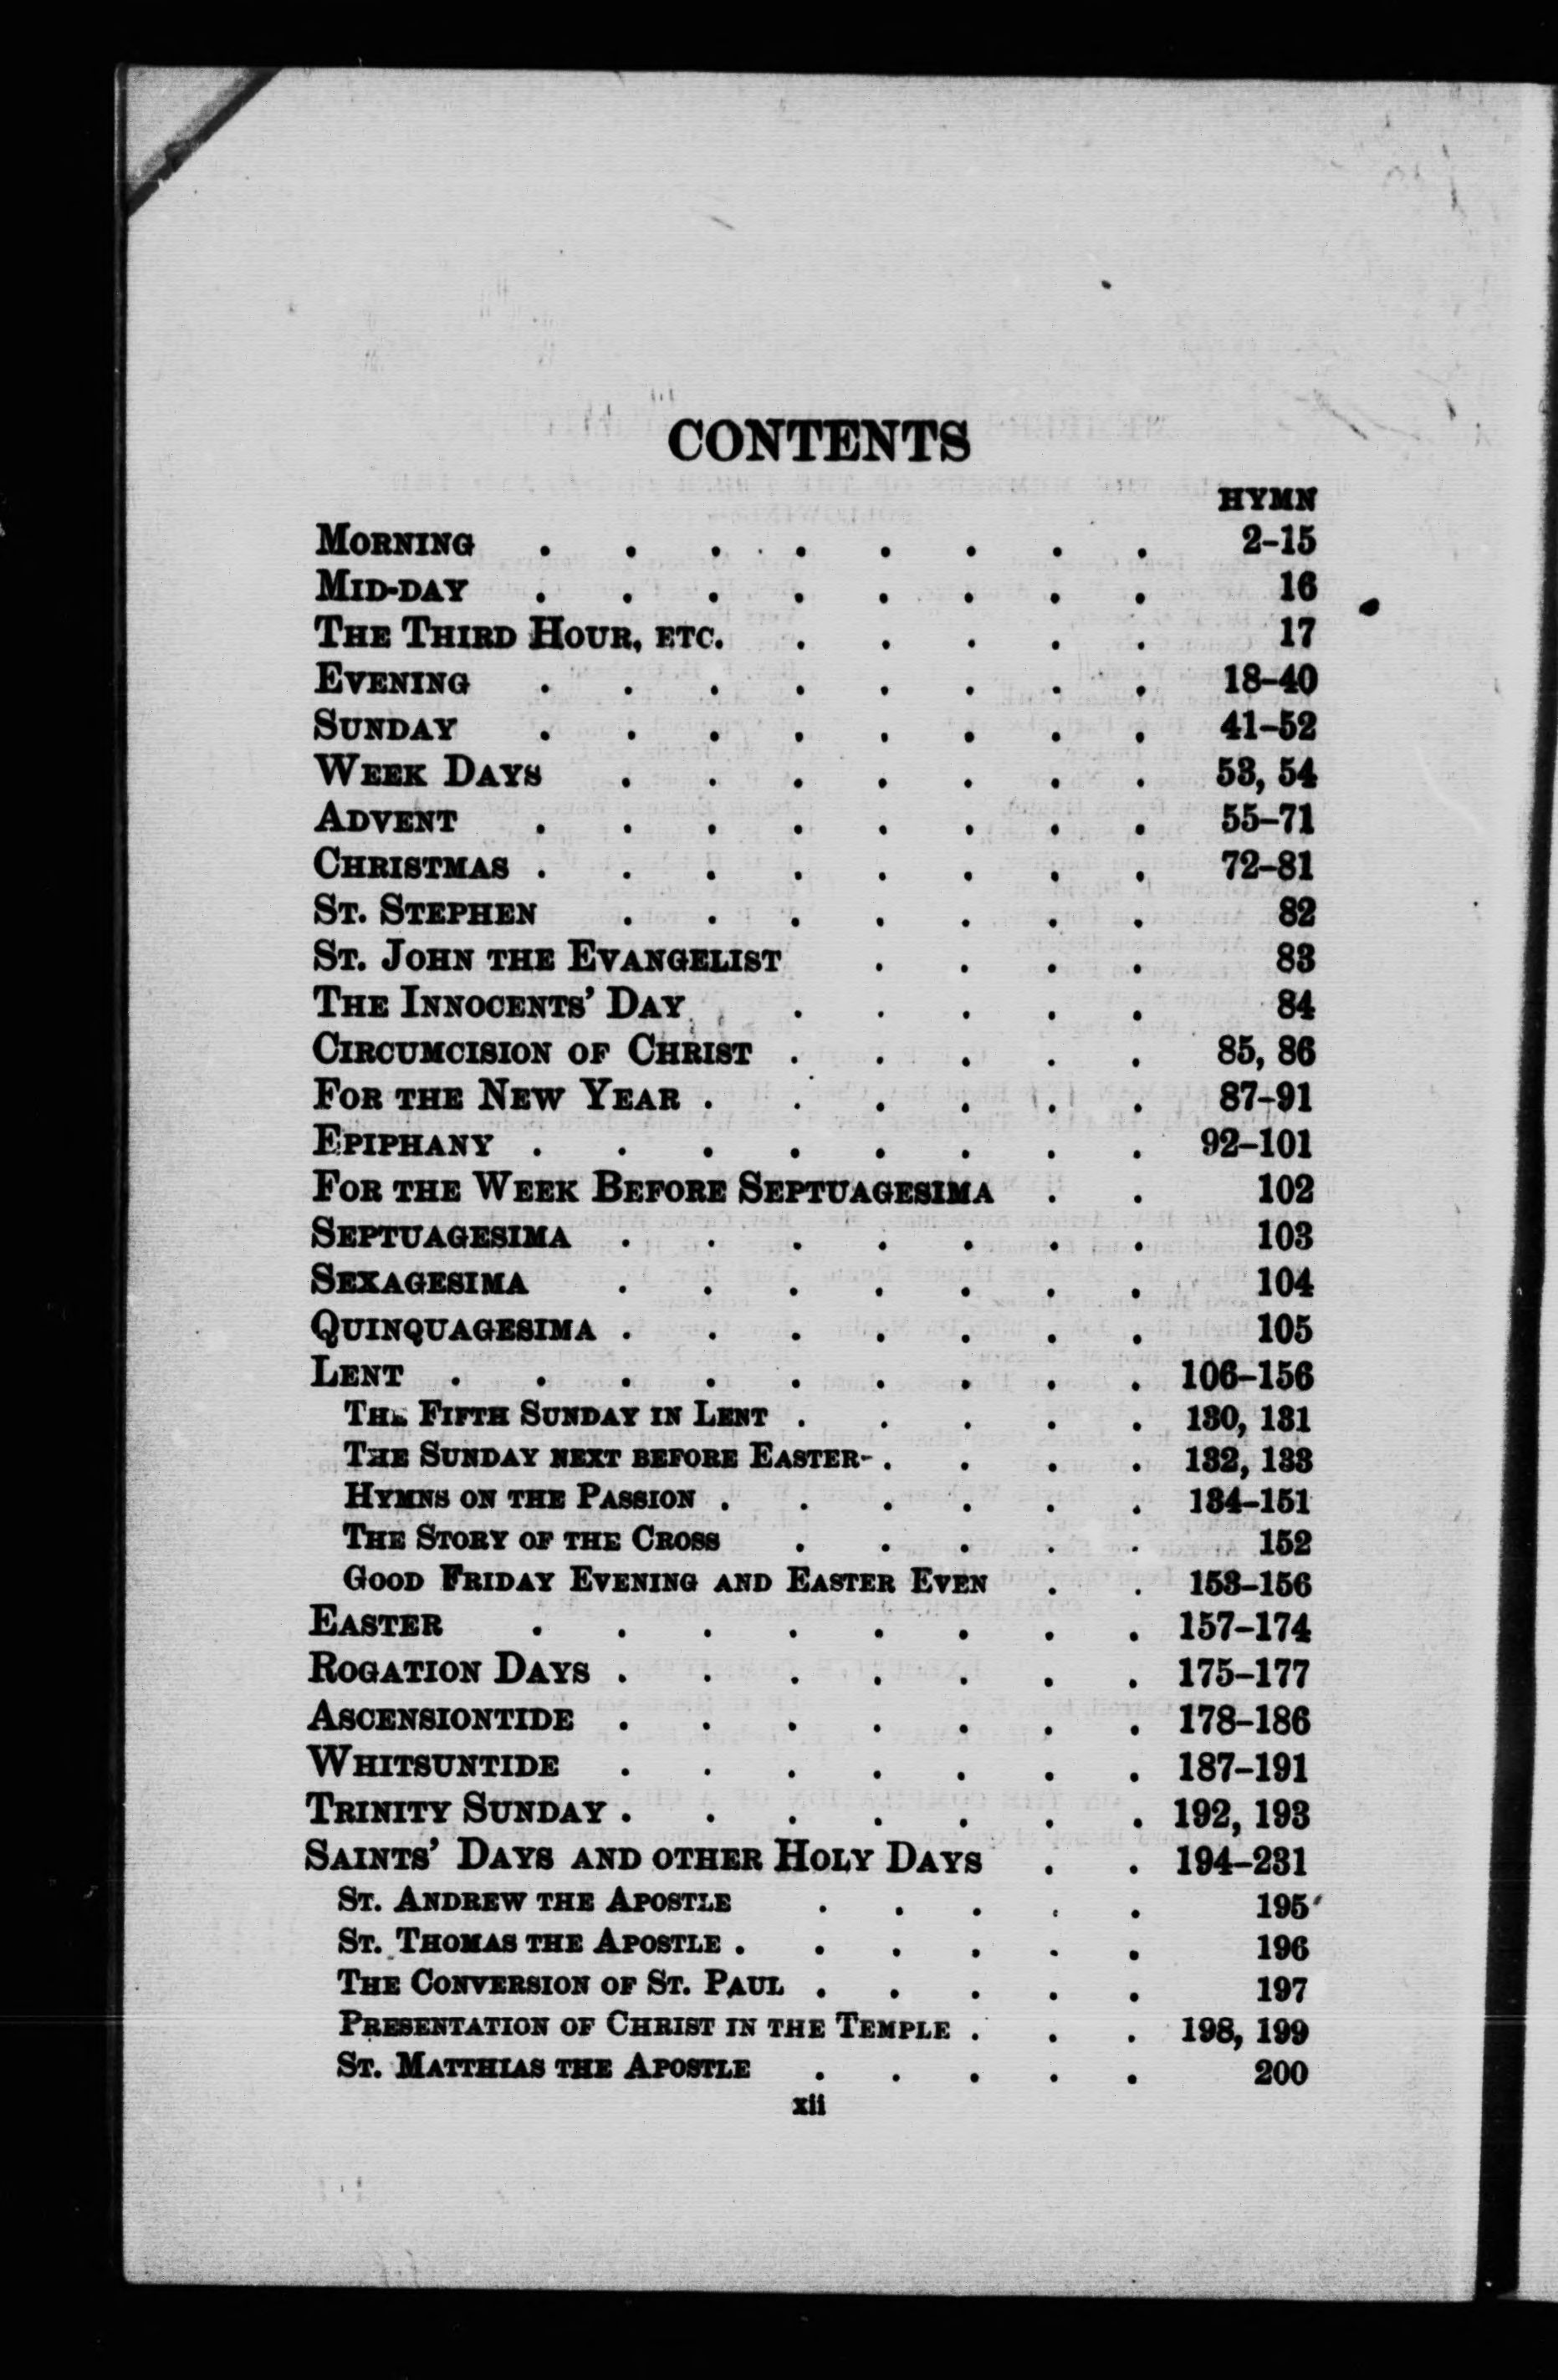 CONTENTS
HYMN
MORNING . . . . . . . . 2–15
MID-DAY . . . . . . . . 16
THE THIRD HOUR, ETC. . . . . . 17
EVENING . . . . . . . . 18–40
SUNDAY . . . . . . . . 41–52
WEEK DAYS . . . . . . . 53, 54
ADVENT . . . . . . . . 55–71
CHRISTMAS . . . . . . . . 72–81
ST. STEPHEN . . . . . . . 82
ST. JOHN THE EVANGELIST . . . . 83
THE INNOCENTS' DAY . . . . . 84
CIRCUMCISION OF CHRIST . . . . . 85, 86
FOR THE NEW YEAR . . . . . . 87–91
EPIPHANY . . . . . . . . 92–101
FOR THE WEEK BEFORE SEPTUAGESIMA . . 102
SEPTUAGESIMA . . . . . . . 103
SEXAGESIMA . . . . . . . 104
QUINQUAGESIMA . . . . . . . 105
LENT . . . . . . . . . 106–156
THE FIFTH SUNDAY IN LENT . . . . . 130, 131
THE SUNDAY NEXT BEFORE EASTER . . . . 132, 133
HYMNS ON THE PASSION . . . . . . 134–151
THE STORY OF THE CROSS . . . . . 152
GOOD FRIDAY EVENING AND EASTER EVEN . . 153–156
EASTER . . . . . . . . 157–174
ROGATION DAYS . . . . . . . 175–177
ASCENSIONTIDE . . . . . . . 178–186
WHITSUNTIDE . . . . . . . 187–191
TRINITY SUNDAY . . . . . . . 192, 193
SAINTS' DAYS AND OTHER HOLY DAYS . . 194–231
ST. ANDREW THE APOSTLE . . . . . 195
ST. THOMAS THE APOSTLE . . . . . . 196
THE CONVERSION OF ST. PAUL . . . . . 197
PRESENTATION OF CHRIST IN THE TEMPLE . . . 198, 199
ST. MATTHIAS THE APOSTLE . . . . . 200
xii